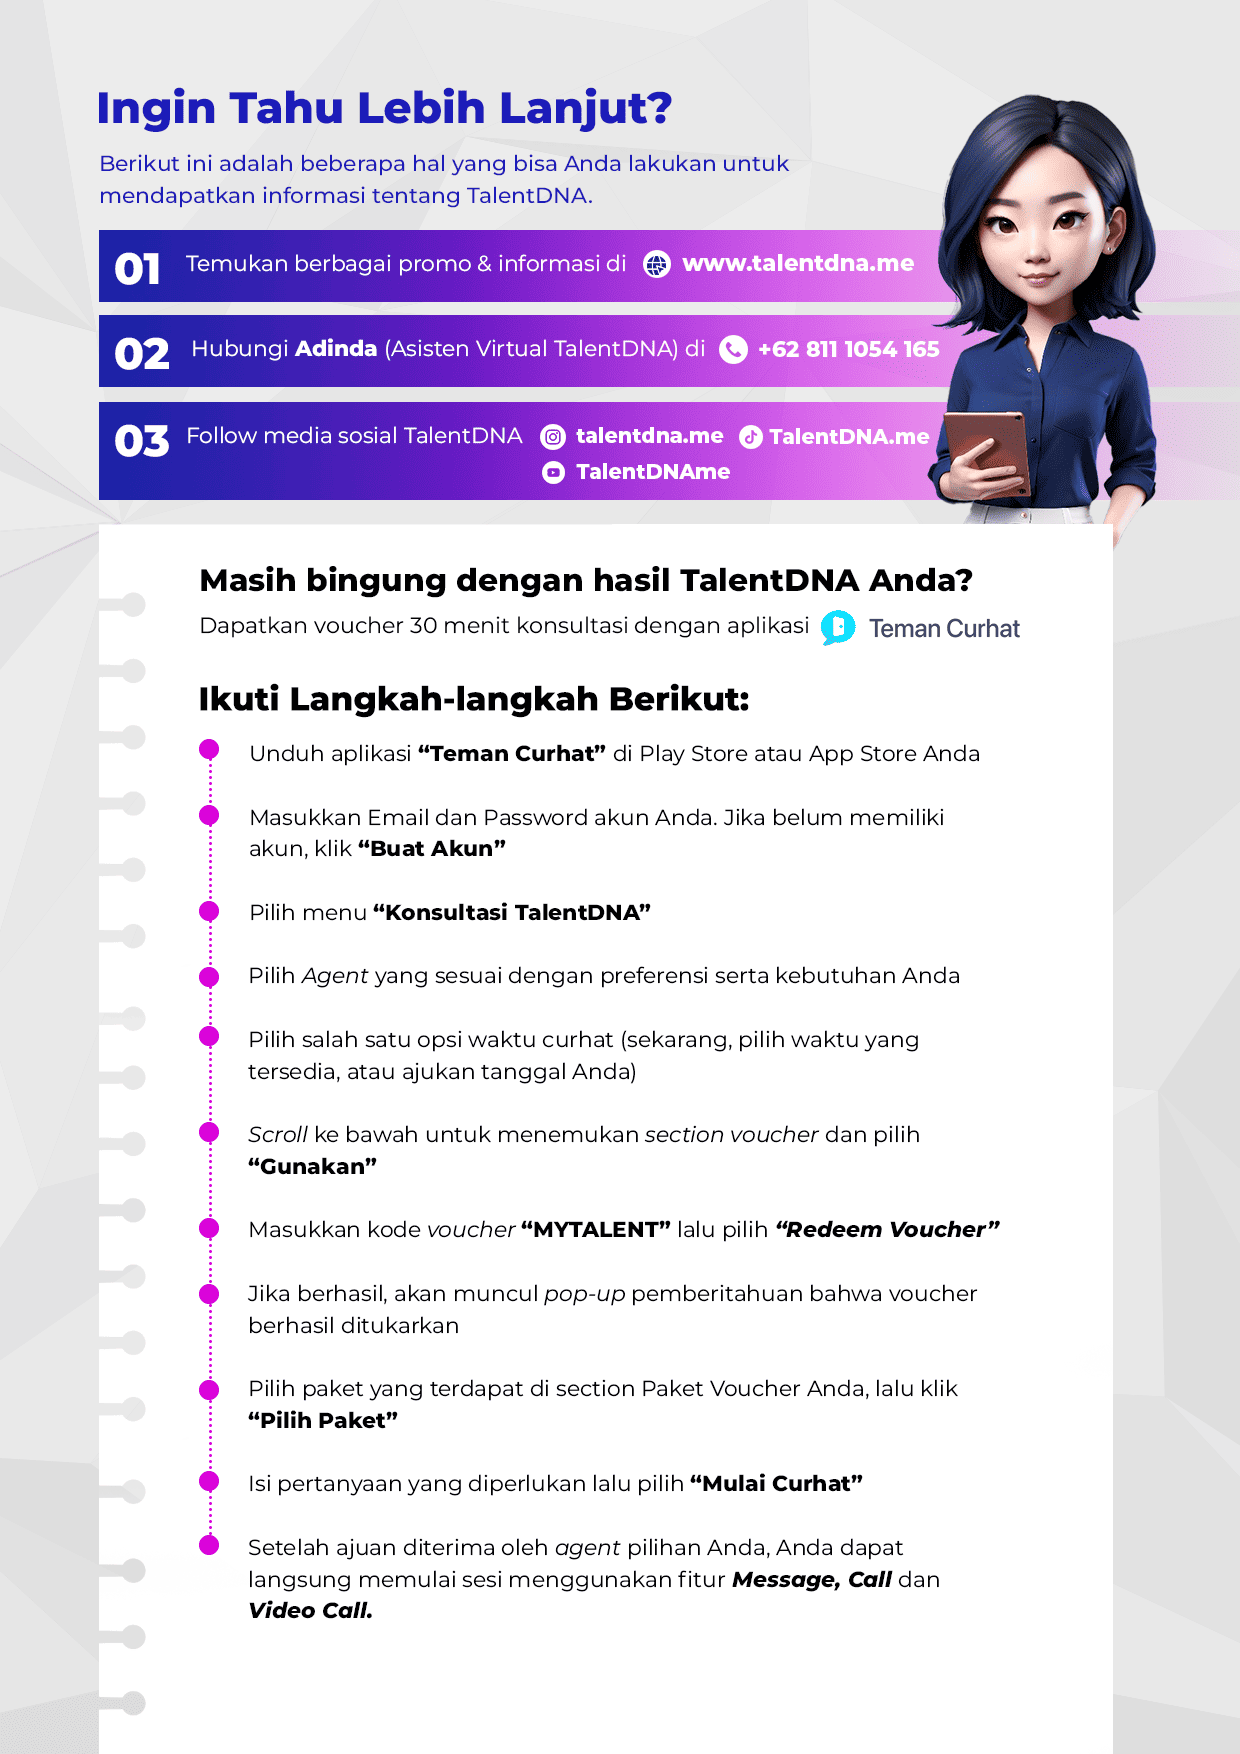 Ingin Tahu Lebih Lanjut?
Berikut ini adalah beberapa hal yang bisa Anda lakukan untuk
mendapatkan informasi tentang TalentDNA.
01 Temukan berbagai promo & informasi di www.talentdna.me
02 Hubungi Adinda (Asisten Virtual TalentDNA) di +62 811 1054 165
03 Follow media sosial TalentDNA talentdna.me TalentDNA.me
TalentDNAme
Masih bingung dengan hasil TalentDNA Anda?
Dapatkan voucher 30 menit konsultasi dengan aplikasi Teman Curhat
Ikuti Langkah-langkah Berikut:
Unduh aplikasi “Teman Curhat” di Play Store atau App Store Anda
Masukkan Email dan Password akun Anda. Jika belum memiliki
akun, klik “Buat Akun”
Pilih menu “Konsultasi TalentDNA”
Pilih Agent yang sesuai dengan preferensi serta kebutuhan Anda
Pilih salah satu opsi waktu curhat (sekarang, pilih waktu yang
tersedia, atau ajukan tanggal Anda)
Scroll ke bawah untuk menemukan section voucher dan pilih
“Gunakan”
Masukkan kode voucher “MYTALENT” lalu pilih “Redeem Voucher”
Jika berhasil, akan muncul pop-up pemberitahuan bahwa voucher
berhasil ditukarkan
Pilih paket yang terdapat di section Paket Voucher Anda, lalu klik
“Pilih Paket”
Isi pertanyaan yang diperlukan lalu pilih “Mulai Curhat”
Setelah ajuan diterima oleh agent pilihan Anda, Anda dapat
langsung memulai sesi menggunakan fitur Message, Call dan
Video Call.